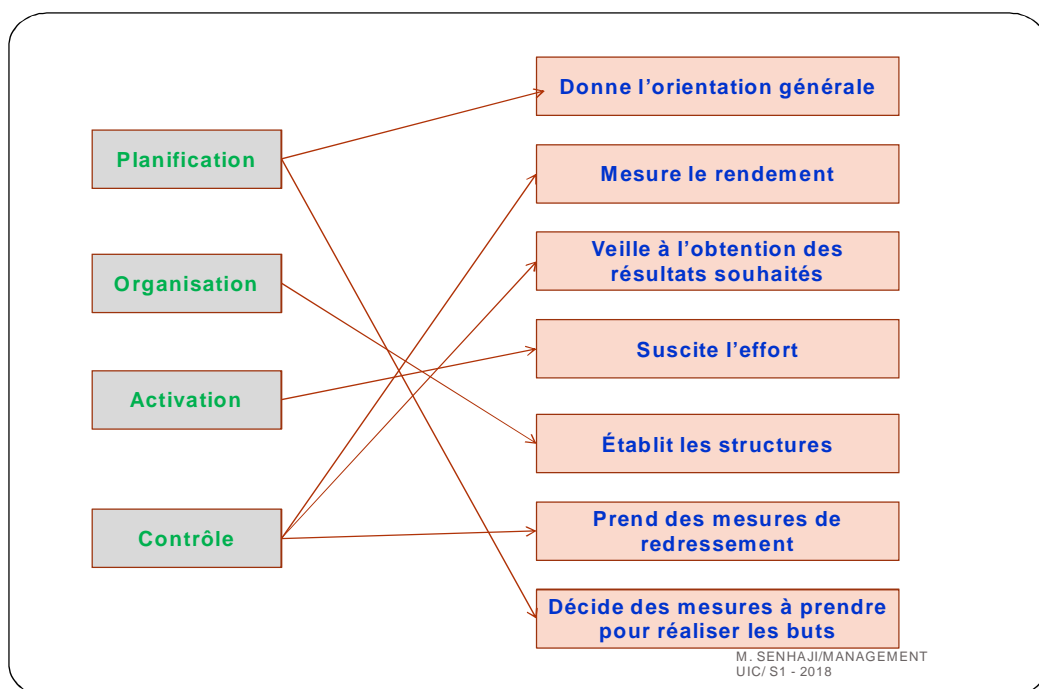 Planification
Organisation
Activation
Contrôle
Donne l'orientation générale
Mesure le rendement
Veille à l'obtention des
résultats souhaités
Suscite l'effort
Établit les structures
Prend des mesures de
redressement
Décide des mesures à prendre
pour réaliser les buts
M. SENHAJI/MANAGEMENT
UIC/ S1 - 2018